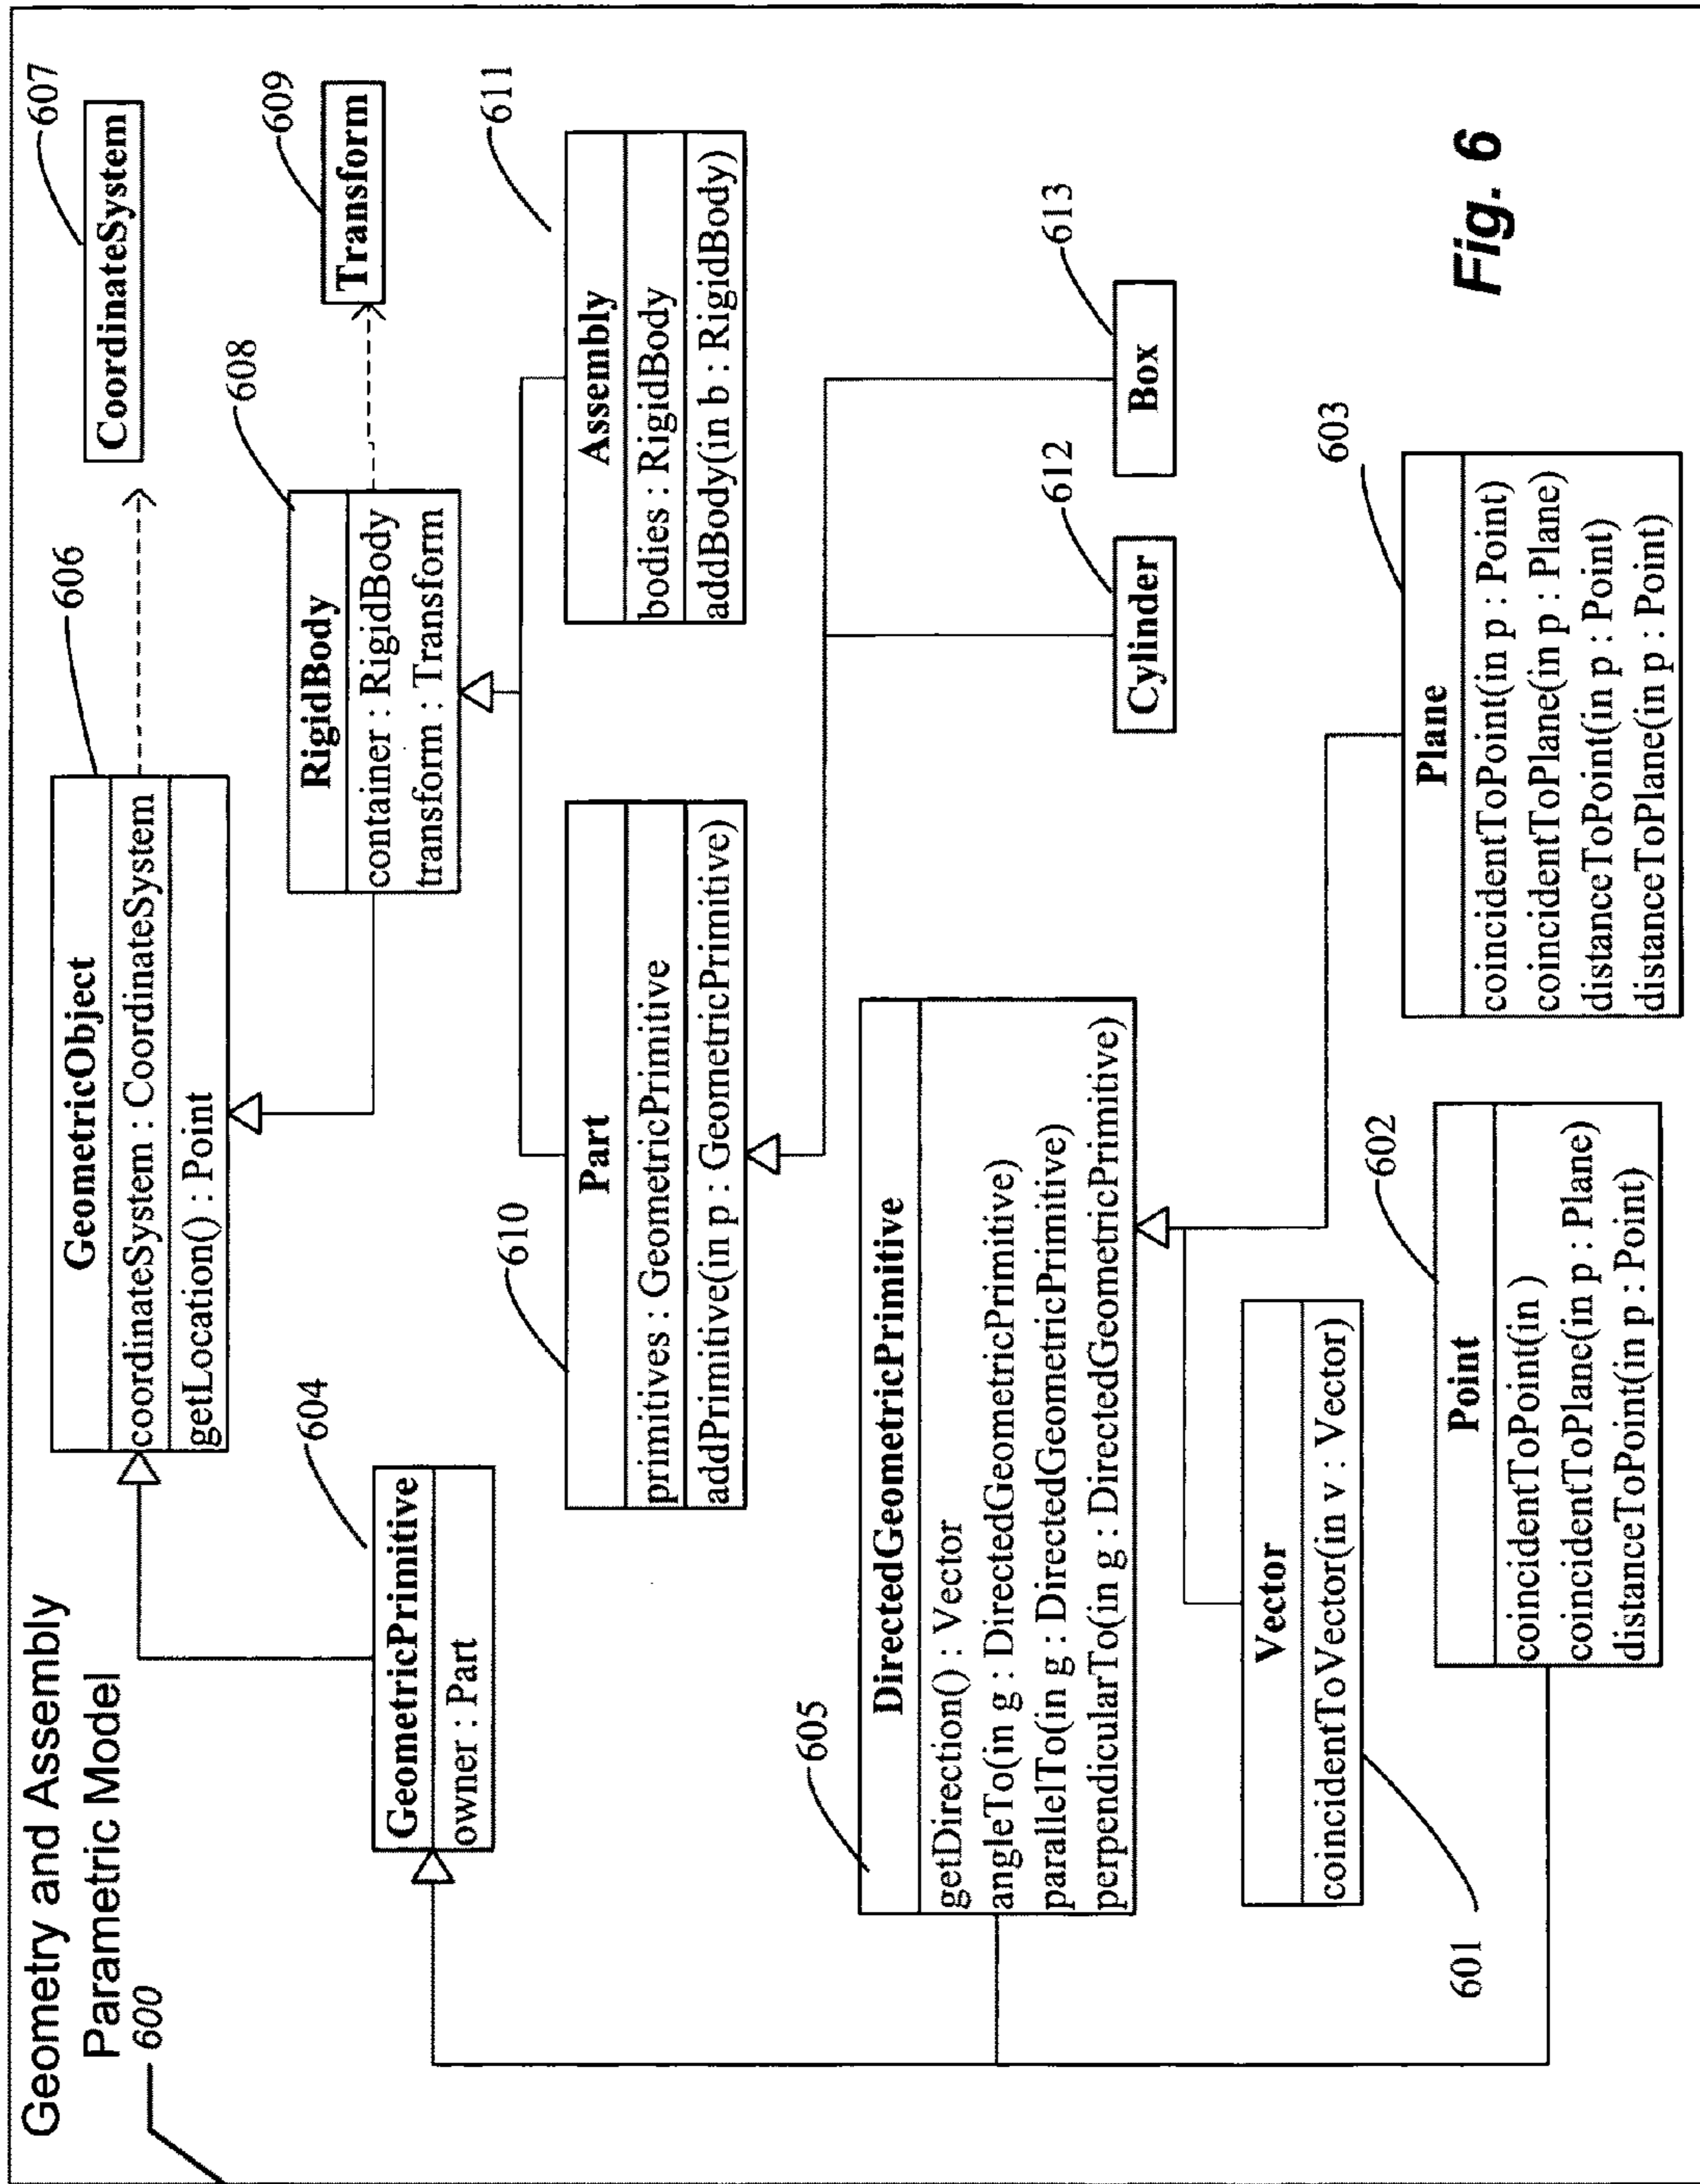 Geometry and Assembly
Parametric Model
600
GeometricObject
coordinateSystem : CoordinateSystem
getLocation() : Point
606
CoordinateSystem
607
GeometricPrimitive
owner : Part
604
RigidBody
container : RigidBody
transform : Transform
608
Transform
609
Part
primitives : GeometricPrimitive
addPrimitive(in p : GeometricPrimitive)
610
Assembly
bodies : RigidBody
addBody(in b : RigidBody)
611
DirectedGeometricPrimitive
getDirection() : Vector
angleTo(in g : DirectedGeometricPrimitive)
parallelTo(in g : DirectedGeometricPrimitive)
perpendicularTo(in g : DirectedGeometricPrimitive)
605
Cylinder
612
Box
613
Vector
coincidentToVector(in v : Vector)
601
Point
coincidentToPoint(in )
coincidentToPlane(in p : Plane)
distanceToPoint(in p : Point)
602
Plane
coincidentToPoint(in p : Point)
coincidentToPlane(in p : Plane)
distanceToPoint(in p : Point)
distanceToPlane(in p : Point)
603
Fig. 6